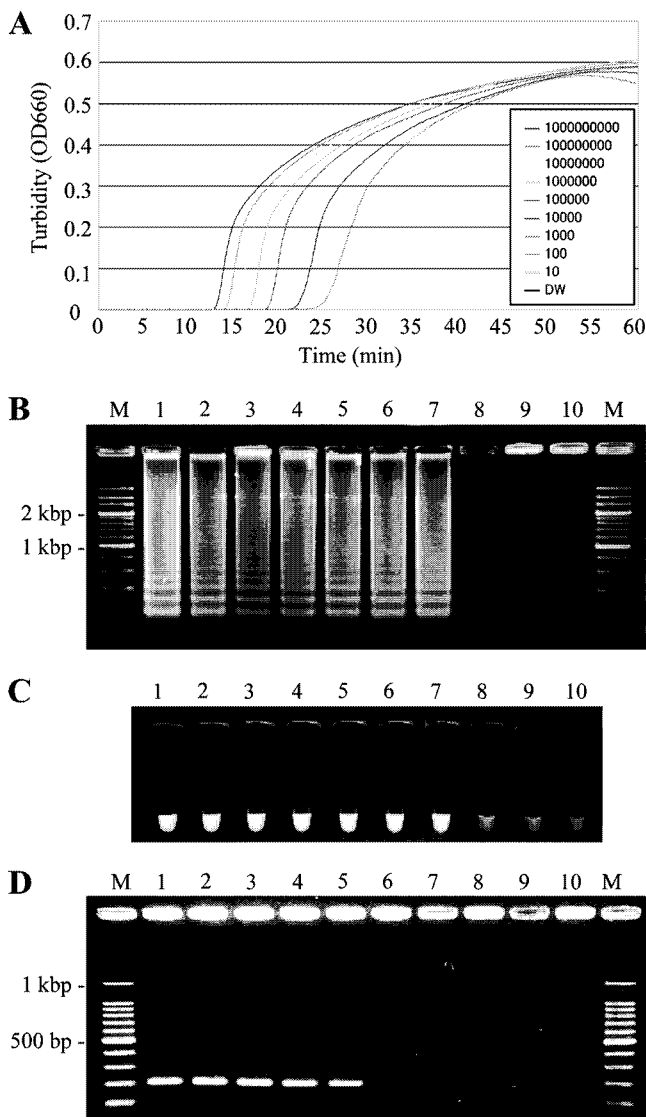 A
0.7
0.6
0.5
0.4
0.3
0.2
0.1
0
Turbidity (OD660)
0 5 10 15 20 25 30 35 40 45 50 55 60
Time (min)
1000000000
100000000
10000000
1000000
100000
10000
1000
100
10
DW
B
M 1 2 3 4 5 6 7 8 9 10 M
2 kbp -
1 kbp -
C
1 2 3 4 5 6 7 8 9 10
D
M 1 2 3 4 5 6 7 8 9 10 M
1 kbp -
500 bp -